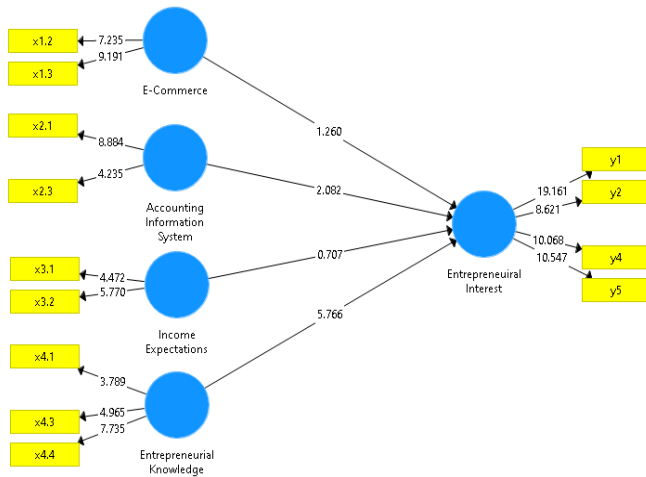 x1.2
7.235
9.191
x1.3
E-Commerce
1.260
x2.1
8.884
4.235
x2.3
Accounting
Information
System
2.082
x3.1
4.472
x3.2
5.770
Income
Expectations
0.707
x4.1
3.789
x4.3
4.965
7.735
x4.4
Entrepreneurial
Knowledge
5.766
Entrepreneuiral
Interest
y1
19.161
y2
8.621
10.068
y4
10.547
y5